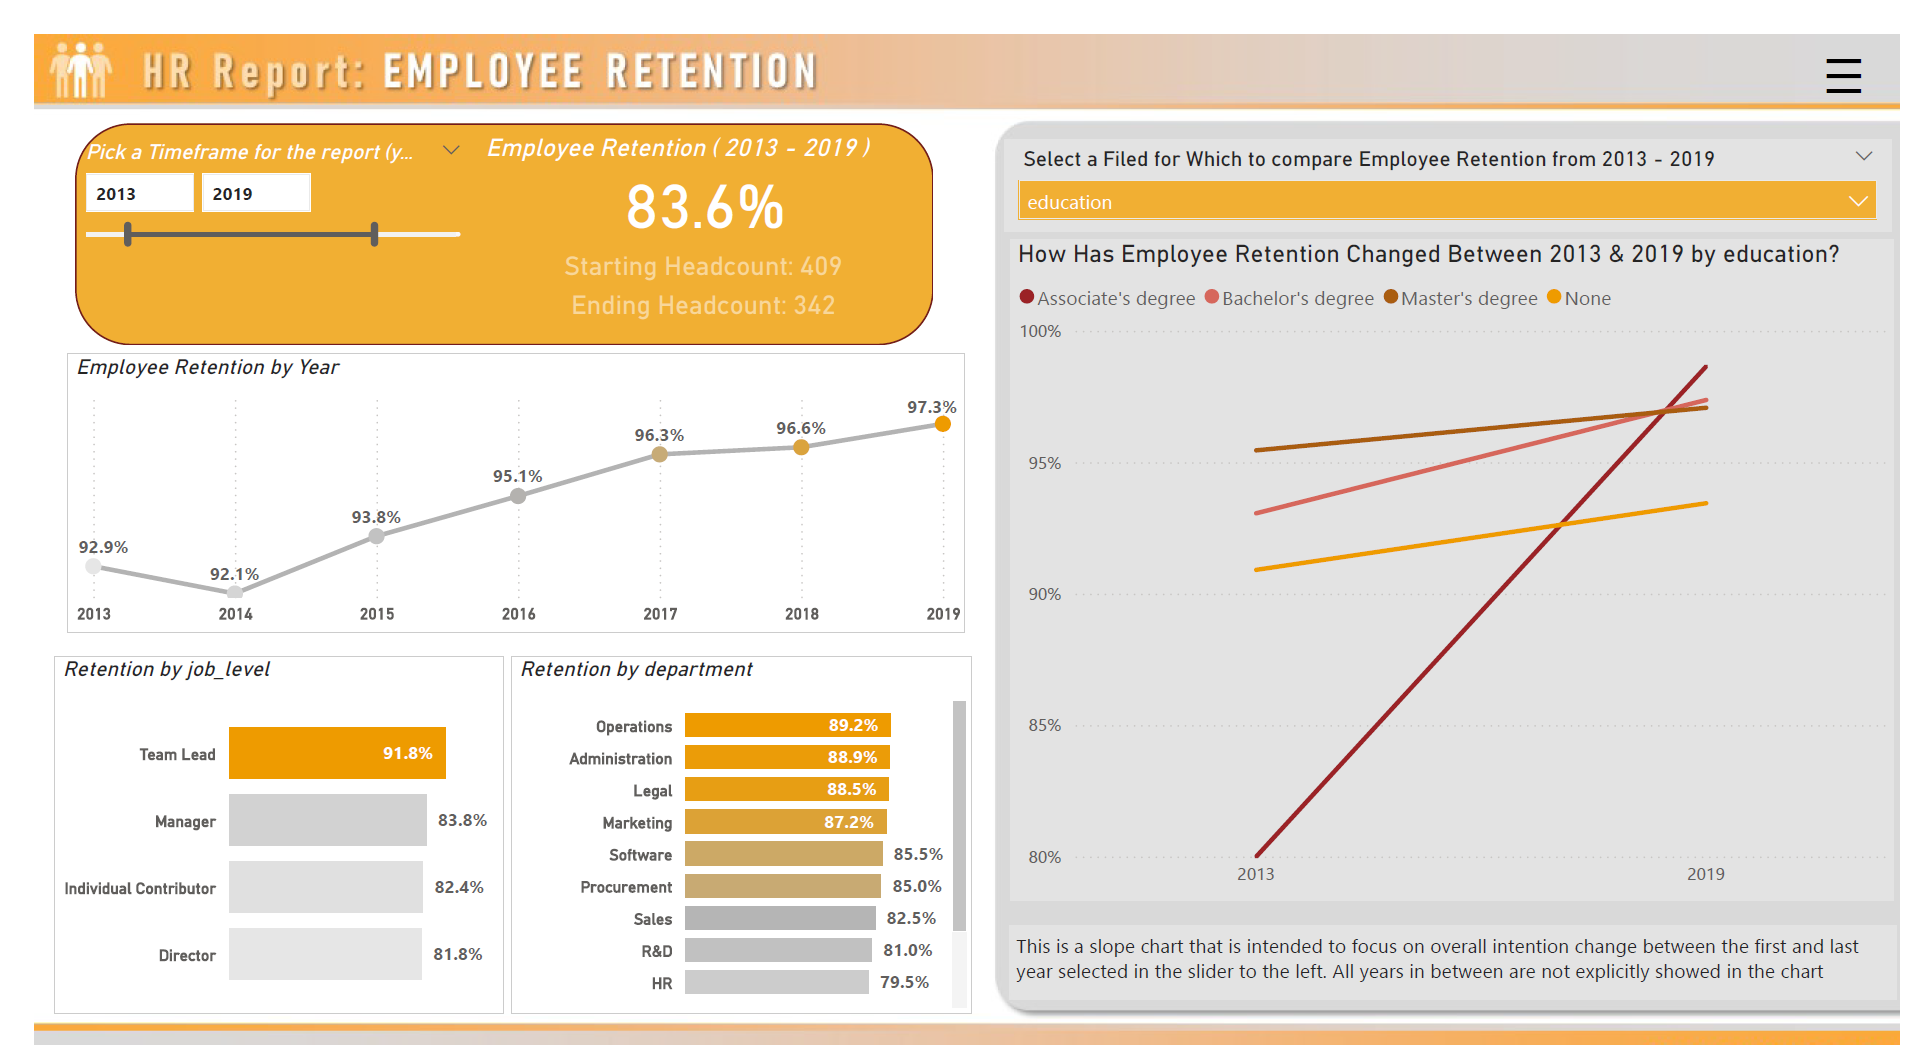 HR Report: EMPLOYEE RETENTION
Pick a Timeframe for the report (y...
2013
2019
Employee Retention ( 2013 - 2019 )
83.6%
Starting Headcount: 409
Ending Headcount: 342
Employee Retention by Year
92.9%
92.1%
93.8%
95.1%
96.3%
96.6%
97.3%
2013 2014 2015 2016 2017 2018 2019
Retention by job_level
Team Lead 91.8%
Manager 83.8%
Individual Contributor 82.4%
Director 81.8%
Retention by department
Operations 89.2%
Administration 88.9%
Legal 88.5%
Marketing 87.2%
Software 85.5%
Procurement 85.0%
Sales 82.5%
R&D 81.0%
HR 79.5%
Select a Filed for Which to compare Employee Retention from 2013 - 2019
education
How Has Employee Retention Changed Between 2013 & 2019 by education?
Associate's degree Bachelor's degree Master's degree None
100%
95%
90%
85%
80%
2013 2019
This is a slope chart that is intended to focus on overall intention change between the first and last
year selected in the slider to the left. All years in between are not explicitly showed in the chart